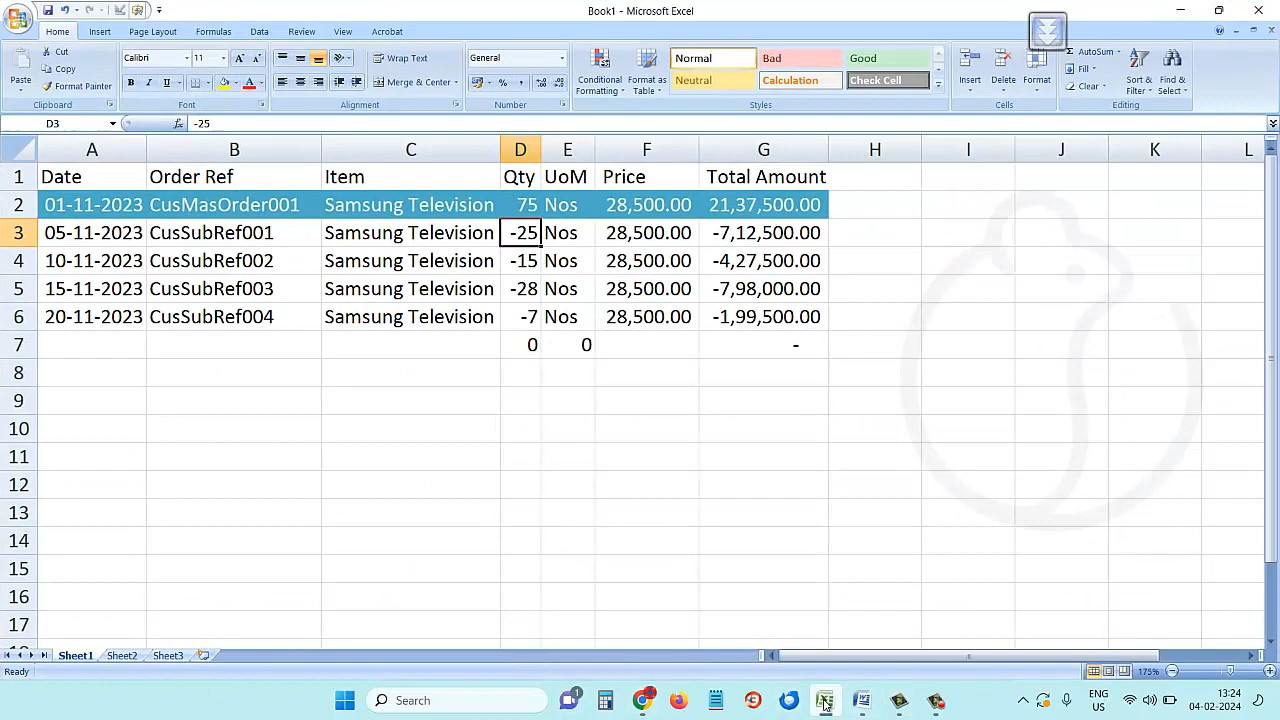 Book1 - Microsoft Excel
Home Insert Page Layout Formulas Data Review View Acrobat
Paste Cut Copy Format Painter Clipboard
Calibri 11 B I U A Font
Wrap Text Merge & Center Alignment
General % , Number
Conditional Formatting Format as Table Normal Bad Good Neutral Calculation Check Cell Styles
Insert Delete Format Cells
AutoSum Fill Clear Sort & Filter Find & Select Editing
D3 fx -25
A B C D E F G H I J K L
1 Date Order Ref Item Qty UoM Price Total Amount
2 01-11-2023 CusMasOrder001 Samsung Television 75 Nos 28,500.00 21,37,500.00
3 05-11-2023 CusSubRef001 Samsung Television -25 Nos 28,500.00 -7,12,500.00
4 10-11-2023 CusSubRef002 Samsung Television -15 Nos 28,500.00 -4,27,500.00
5 15-11-2023 CusSubRef003 Samsung Television -28 Nos 28,500.00 -7,98,000.00
6 20-11-2023 CusSubRef004 Samsung Television -7 Nos 28,500.00 -1,99,500.00
7 0 0 -
8
9
10
11
12
13
14
15
16
17
Sheet1 Sheet2 Sheet3
Ready 175%
Search ENG US 13:24 04-02-2024